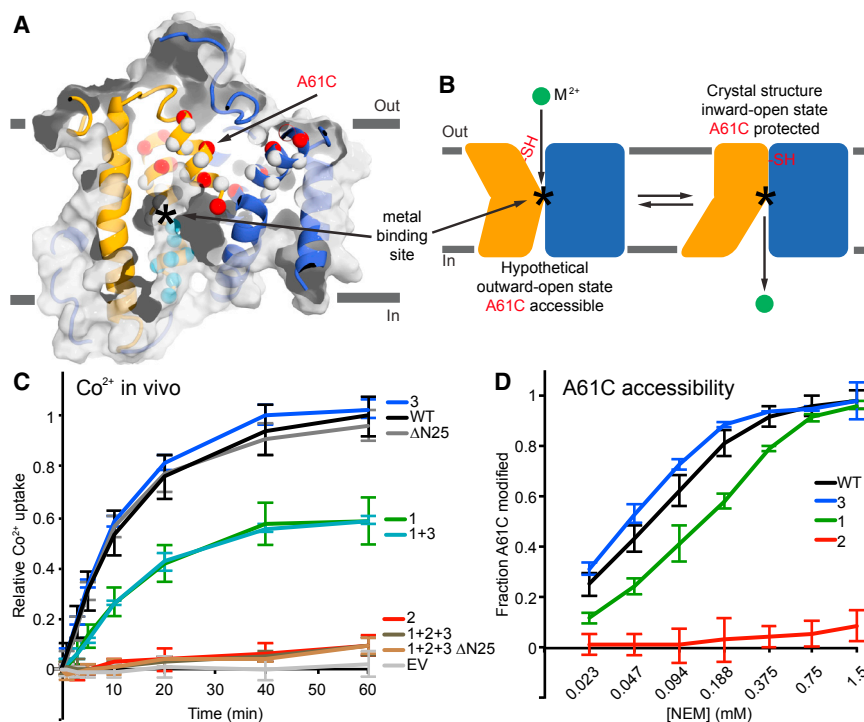 A
A61C
Out
In
metal
binding
site
B
M2+
Out
In
-SH
Hypothetical
outward-open state
A61C accessible
Crystal structure
inward-open state
A61C protected
-SH
C
Co2+ in vivo
Relative Co2+ uptake
1
0.8
0.6
0.4
0.2
0
10
20
30
40
50
60
Time (min)
3
WT
ΔN25
1
1+3
2
1+2+3
1+2+3 ΔN25
EV
D
A61C accessibility
Fraction A61C modified
1.0
0.8
0.6
0.4
0.2
0
0.023
0.047
0.094
0.188
0.375
0.75
1.5
[NEM] (mM)
WT
3
1
2